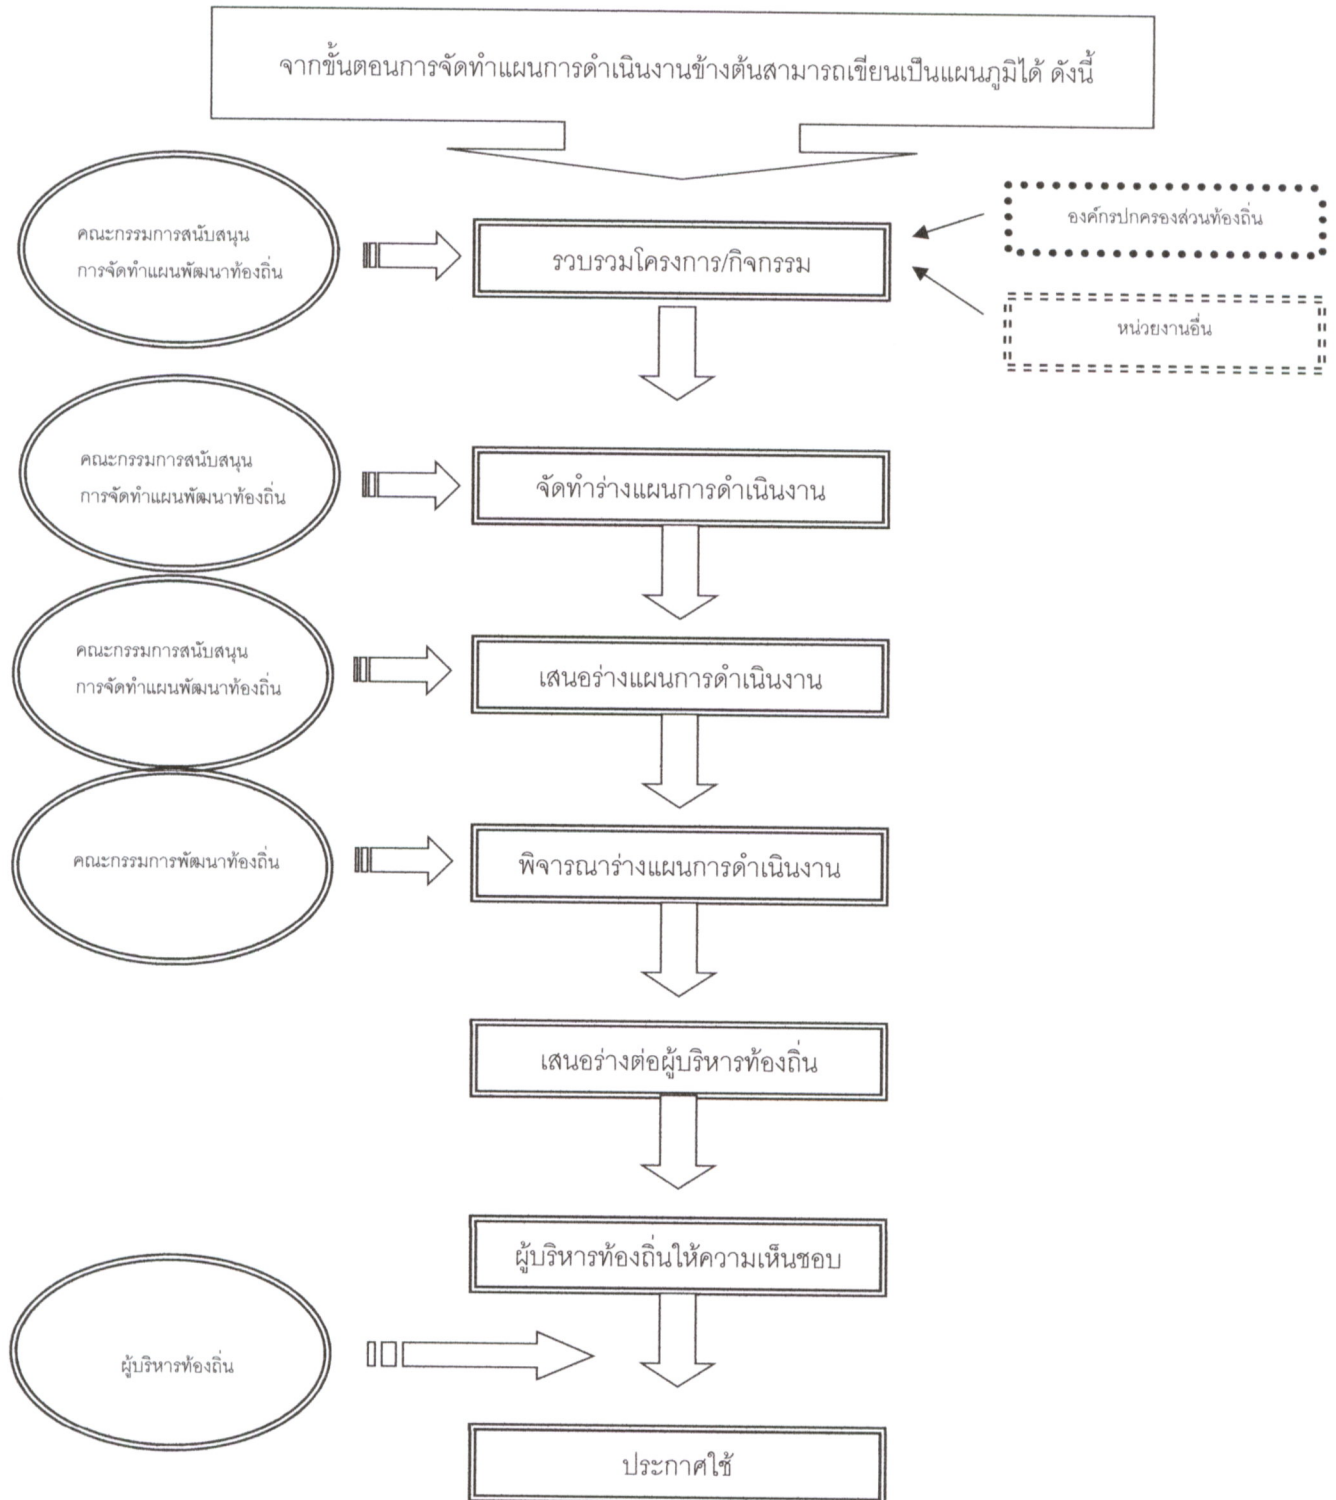 จากขั้นตอนการจัดทำแผนการดำเนินงานข้างต้นสามารถเขียนเป็นแผนภูมิได้ ดังนี้
คณะกรรมการสนับสนุน
การจัดทำแผนพัฒนาท้องถิ่น
รวบรวมโครงการ/กิจกรรม
องค์กรปกครองส่วนท้องถิ่น
หน่วยงานอื่น
คณะกรรมการสนับสนุน
การจัดทำแผนพัฒนาท้องถิ่น
จัดทำร่างแผนการดำเนินงาน
คณะกรรมการสนับสนุน
การจัดทำแผนพัฒนาท้องถิ่น
เสนอร่างแผนการดำเนินงาน
คณะกรรมการพัฒนาท้องถิ่น
พิจารณาร่างแผนการดำเนินงาน
เสนอร่างต่อผู้บริหารท้องถิ่น
ผู้บริหารท้องถิ่นให้ความเห็นชอบ
ผู้บริหารท้องถิ่น
ประกาศใช้